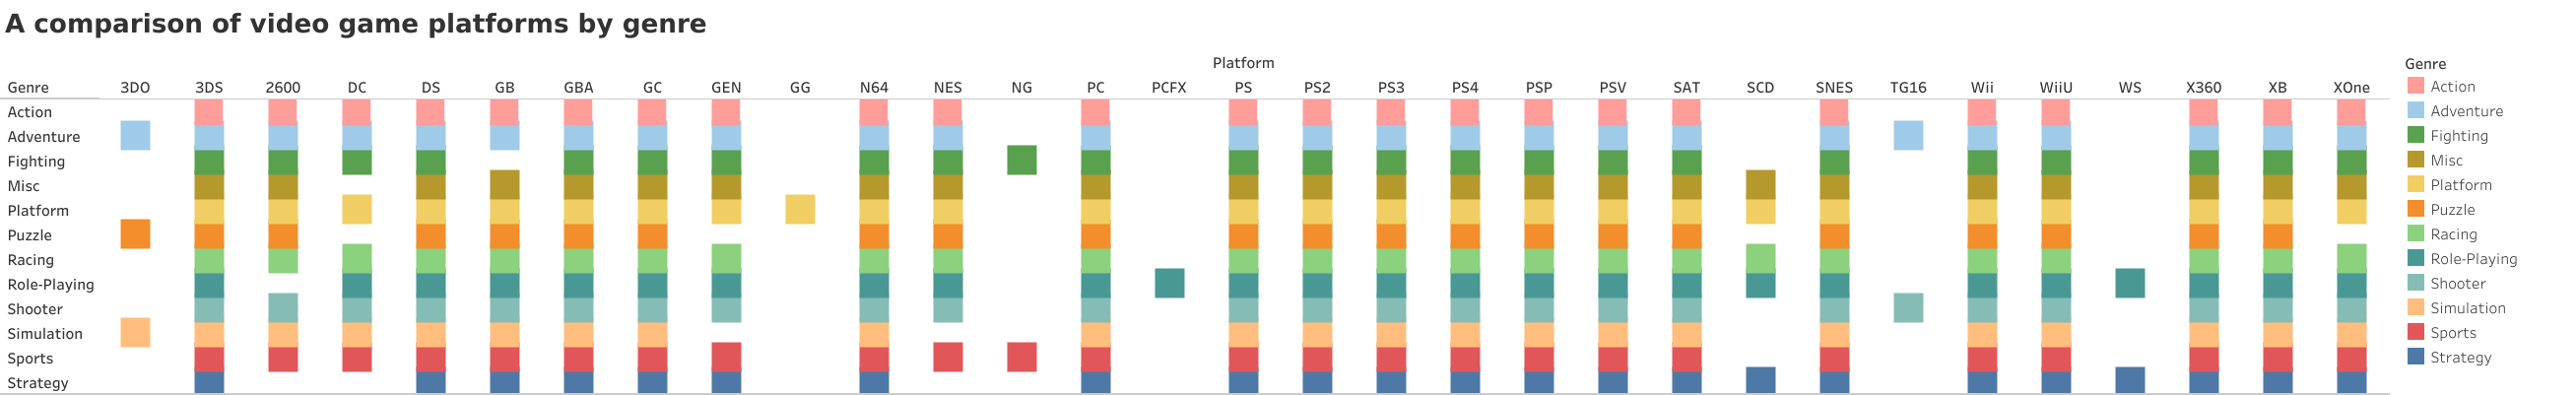 A comparison of video game platforms by genre
Platform
Genre 3DO 3DS 2600 DC DS GB GBA GC GEN GG N64 NES NG PC PCFX PS PS2 PS3 PS4 PSP PSV SAT SCD SNES TG16 Wii WiiU WS X360 XB XOne
Action
Adventure
Fighting
Misc
Platform
Puzzle
Racing
Role-Playing
Shooter
Simulation
Sports
Strategy
Genre
Action
Adventure
Fighting
Misc
Platform
Puzzle
Racing
Role-Playing
Shooter
Simulation
Sports
Strategy